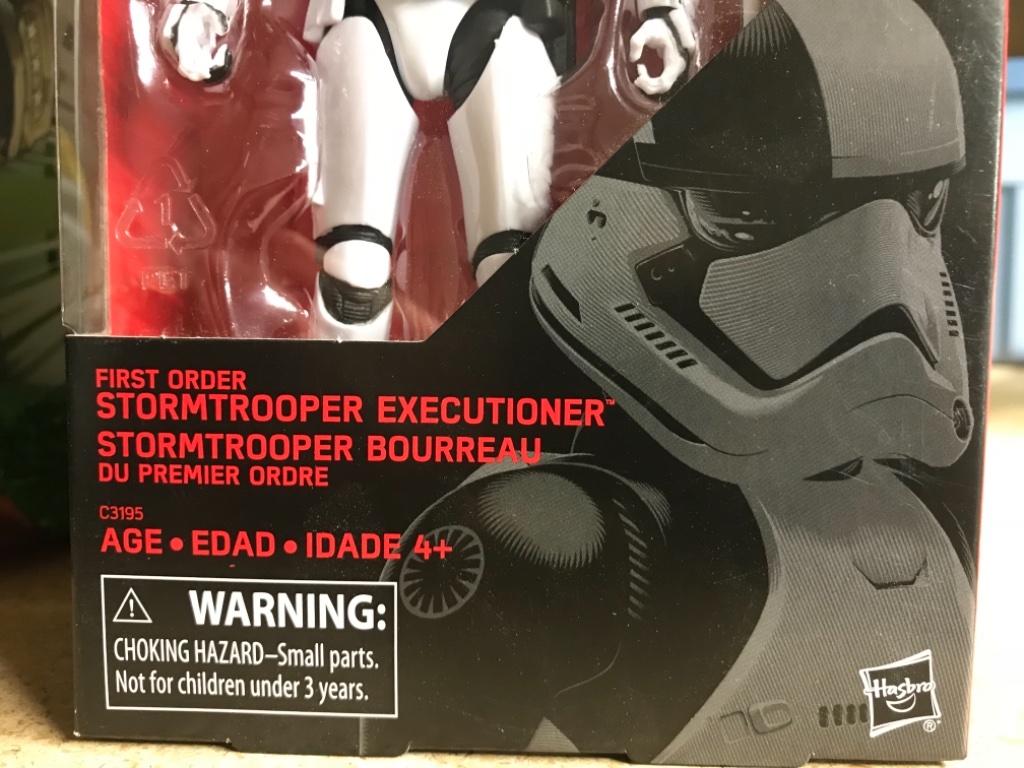 FIRST ORDER
STORMTROOPER EXECUTIONER™
STORMTROOPER BOURREAU
DU PREMIER ORDRE
C3195
AGE • EDAD • IDADE 4+
WARNING:
CHOKING HAZARD–Small parts.
Not for children under 3 years.
Hasbro
®